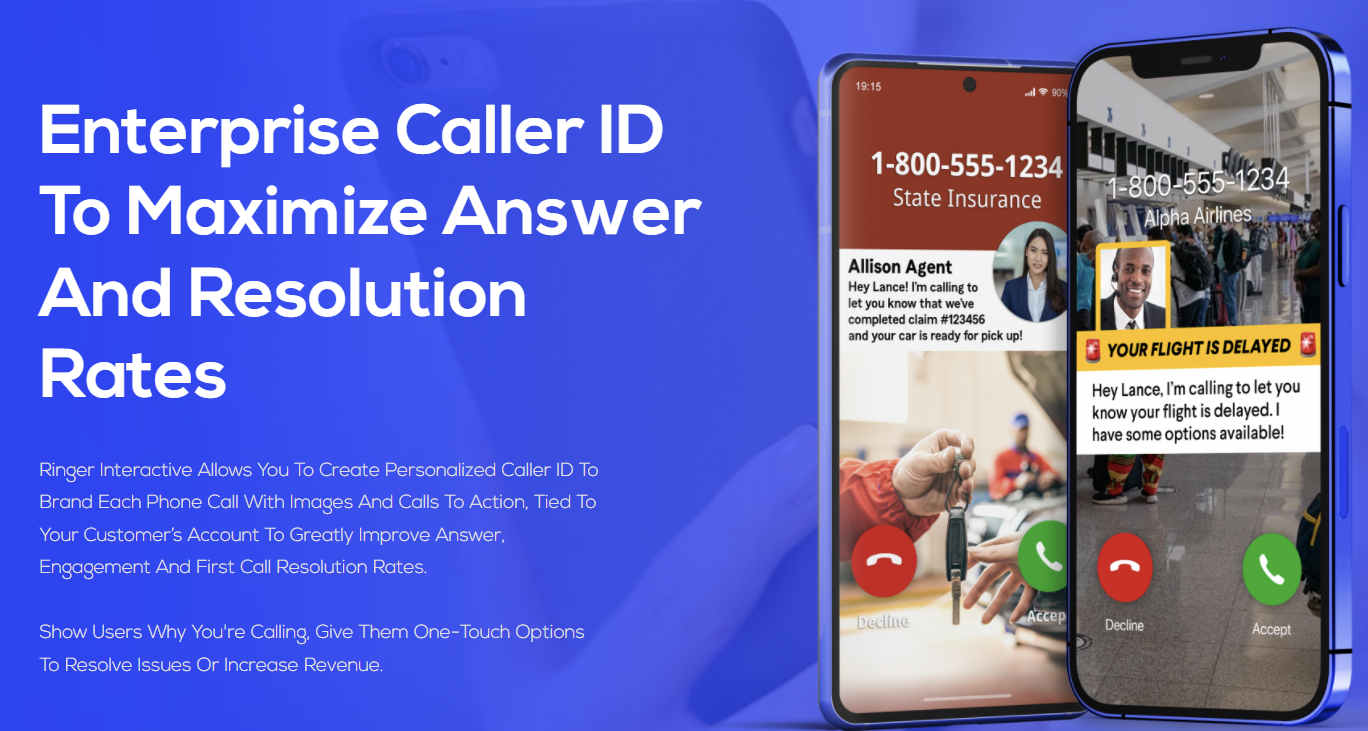 Enterprise Caller ID
To Maximize Answer
And Resolution
Rates
Ringer Interactive Allows You To Create Personalized Caller ID To
Brand Each Phone Call With Images And Calls To Action, Tied To
Your Customer’s Account To Greatly Improve Answer,
Engagement And First Call Resolution Rates.
Show Users Why You're Calling, Give Them One-Touch Options
To Resolve Issues Or Increase Revenue.
19:15
90%
1-800-555-1234
State Insurance
Allison Agent
Hey Lance! I'm calling to
let you know that we've
completed claim #123456
and your car is ready for pick up!
Decline
Accep
1-800-555-1234
Alpha Airlines
YOUR FLIGHT IS DELAYED
Hey Lance, I'm calling to let you
know your flight is delayed. I
have some options available!
Decline
Accept